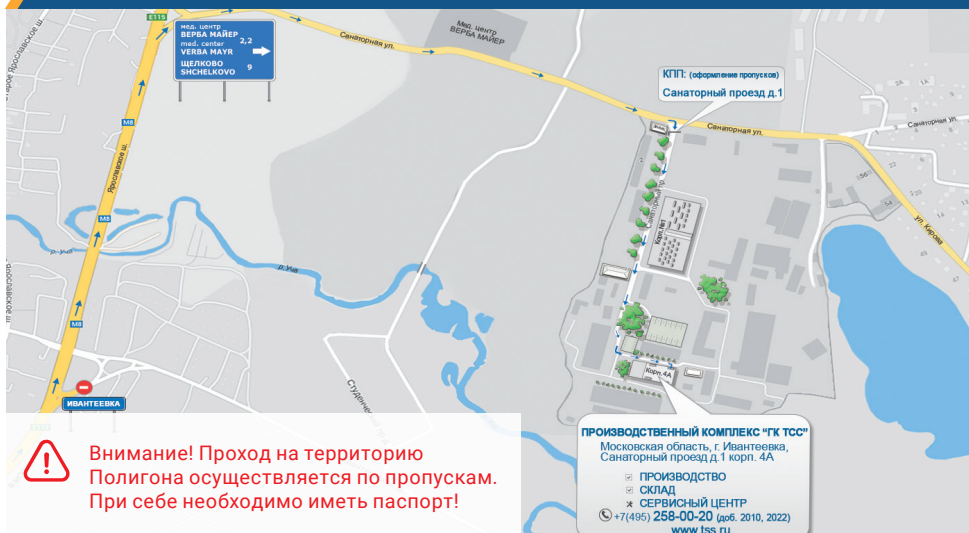 E115
мед. центр
ВЕРБА МАЙЕР 2,2
med. center
VERBA MAYR
ЩЕЛКОВО 9
SHCHELKOVO
Санаторная ул.
Мед. центр
ВЕРБА МАЙЕР
КПП: (оформление пропусков)
Санаторный проезд д.1
Санаторная ул.
Санаторная ул.
ул. Кирова
Санаторный пр.
Корп.№1
Корп. 4А
Ярославское ш.
M8
M8
M8
р. Уча
р. Уча
ИВАНТЕЕВКА
Внимание! Проход на территорию
Полигона осуществляется по пропускам.
При себе необходимо иметь паспорт!
ПРОИЗВОДСТВЕННЫЙ КОМПЛЕКС “ГК ТСС”
Московская область, г. Ивантеевка,
Санаторный проезд д.1 корп. 4А
ПРОИЗВОДСТВО
СКЛАД
СЕРВИСНЫЙ ЦЕНТР
+7(495) 258-00-20 (доб. 2010, 2022)
www.tss.ru